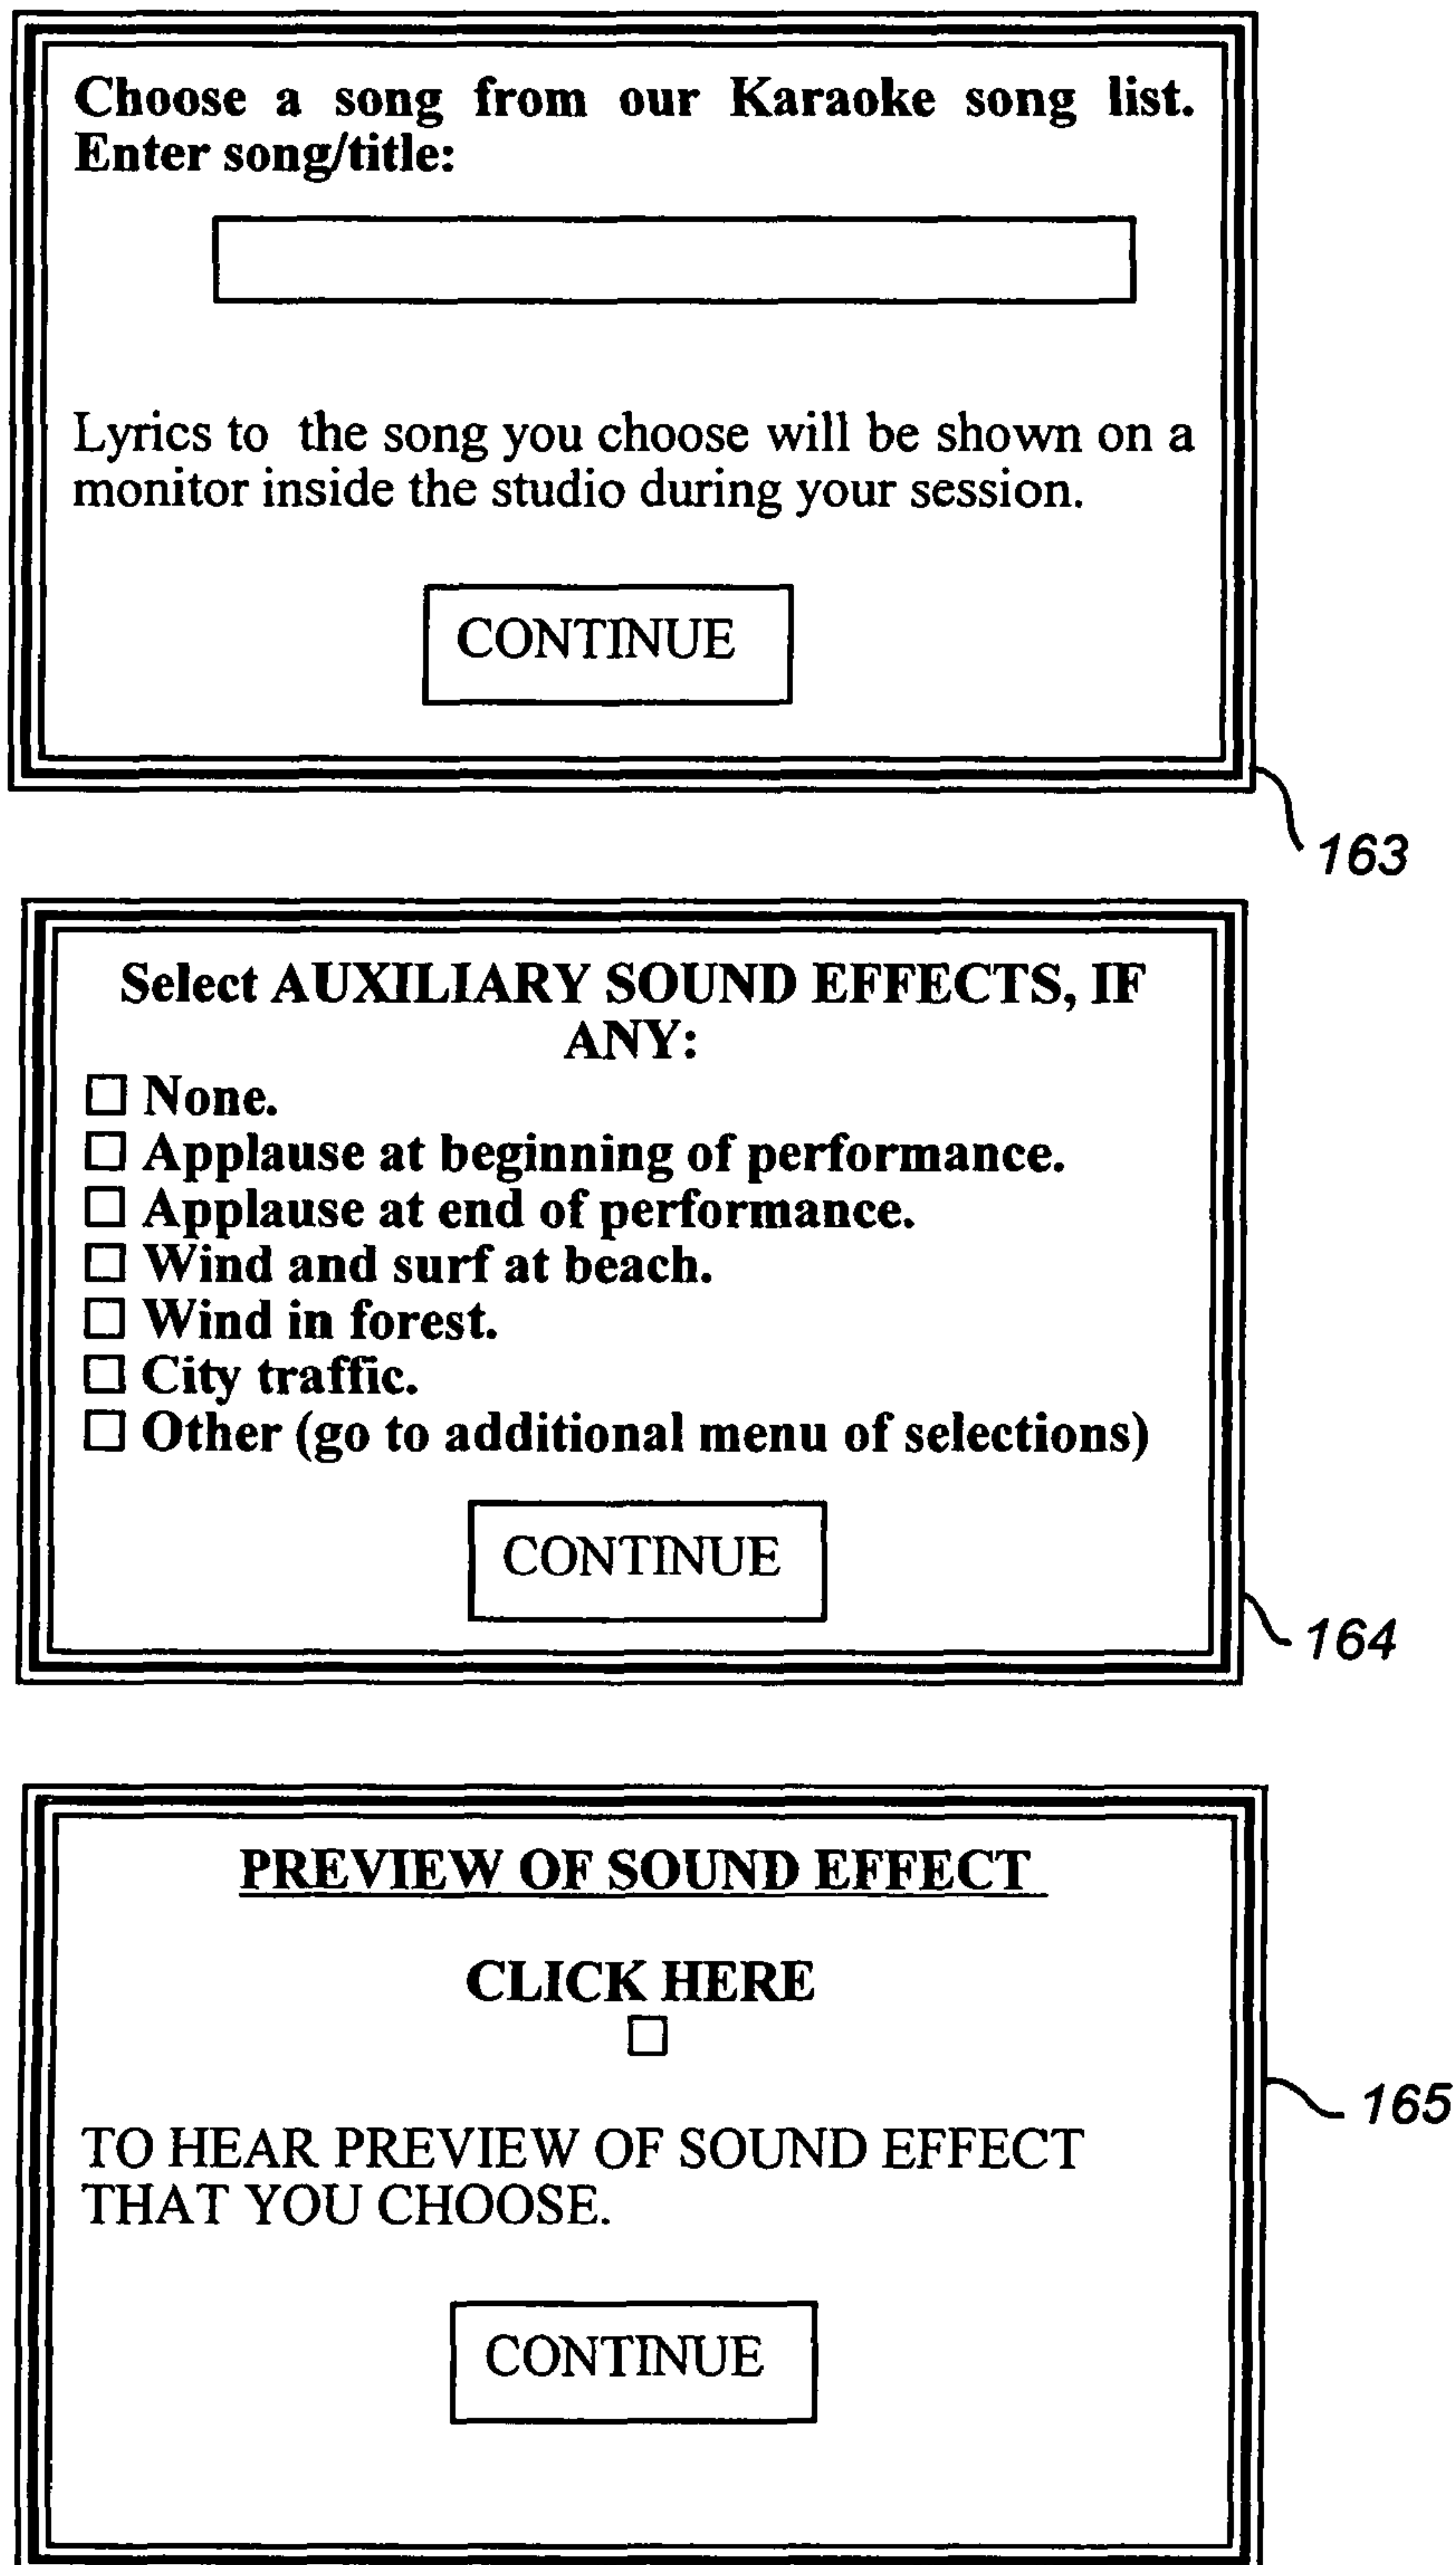 Choose a song from our Karaoke song list.
Enter song/title:
Lyrics to the song you choose will be shown on a
monitor inside the studio during your session.
CONTINUE
163
Select AUXILIARY SOUND EFFECTS, IF
ANY:
☐ None.
☐ Applause at beginning of performance.
☐ Applause at end of performance.
☐ Wind and surf at beach.
☐ Wind in forest.
☐ City traffic.
☐ Other (go to additional menu of selections)
CONTINUE
164
PREVIEW OF SOUND EFFECT
CLICK HERE
☐
165
TO HEAR PREVIEW OF SOUND EFFECT
THAT YOU CHOOSE.
CONTINUE